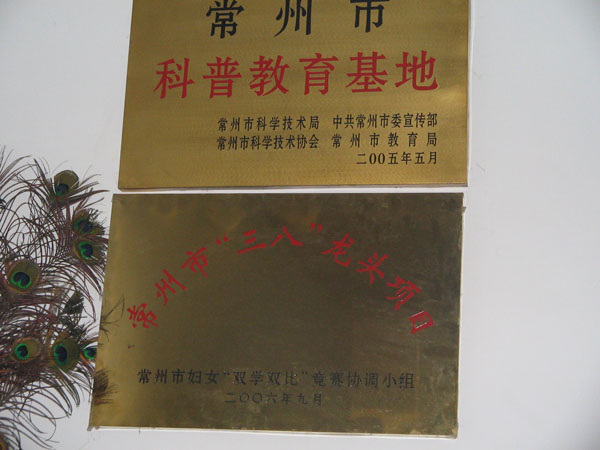 常州市
科普教育基地
常州市科学技术局 中共常州市委宣传部
常州市科学技术协会 常州市教育局
二00五年五月
常州市“三八”龙头项目
常州市妇女“双学双比”竞赛协调小组
二00六年九月